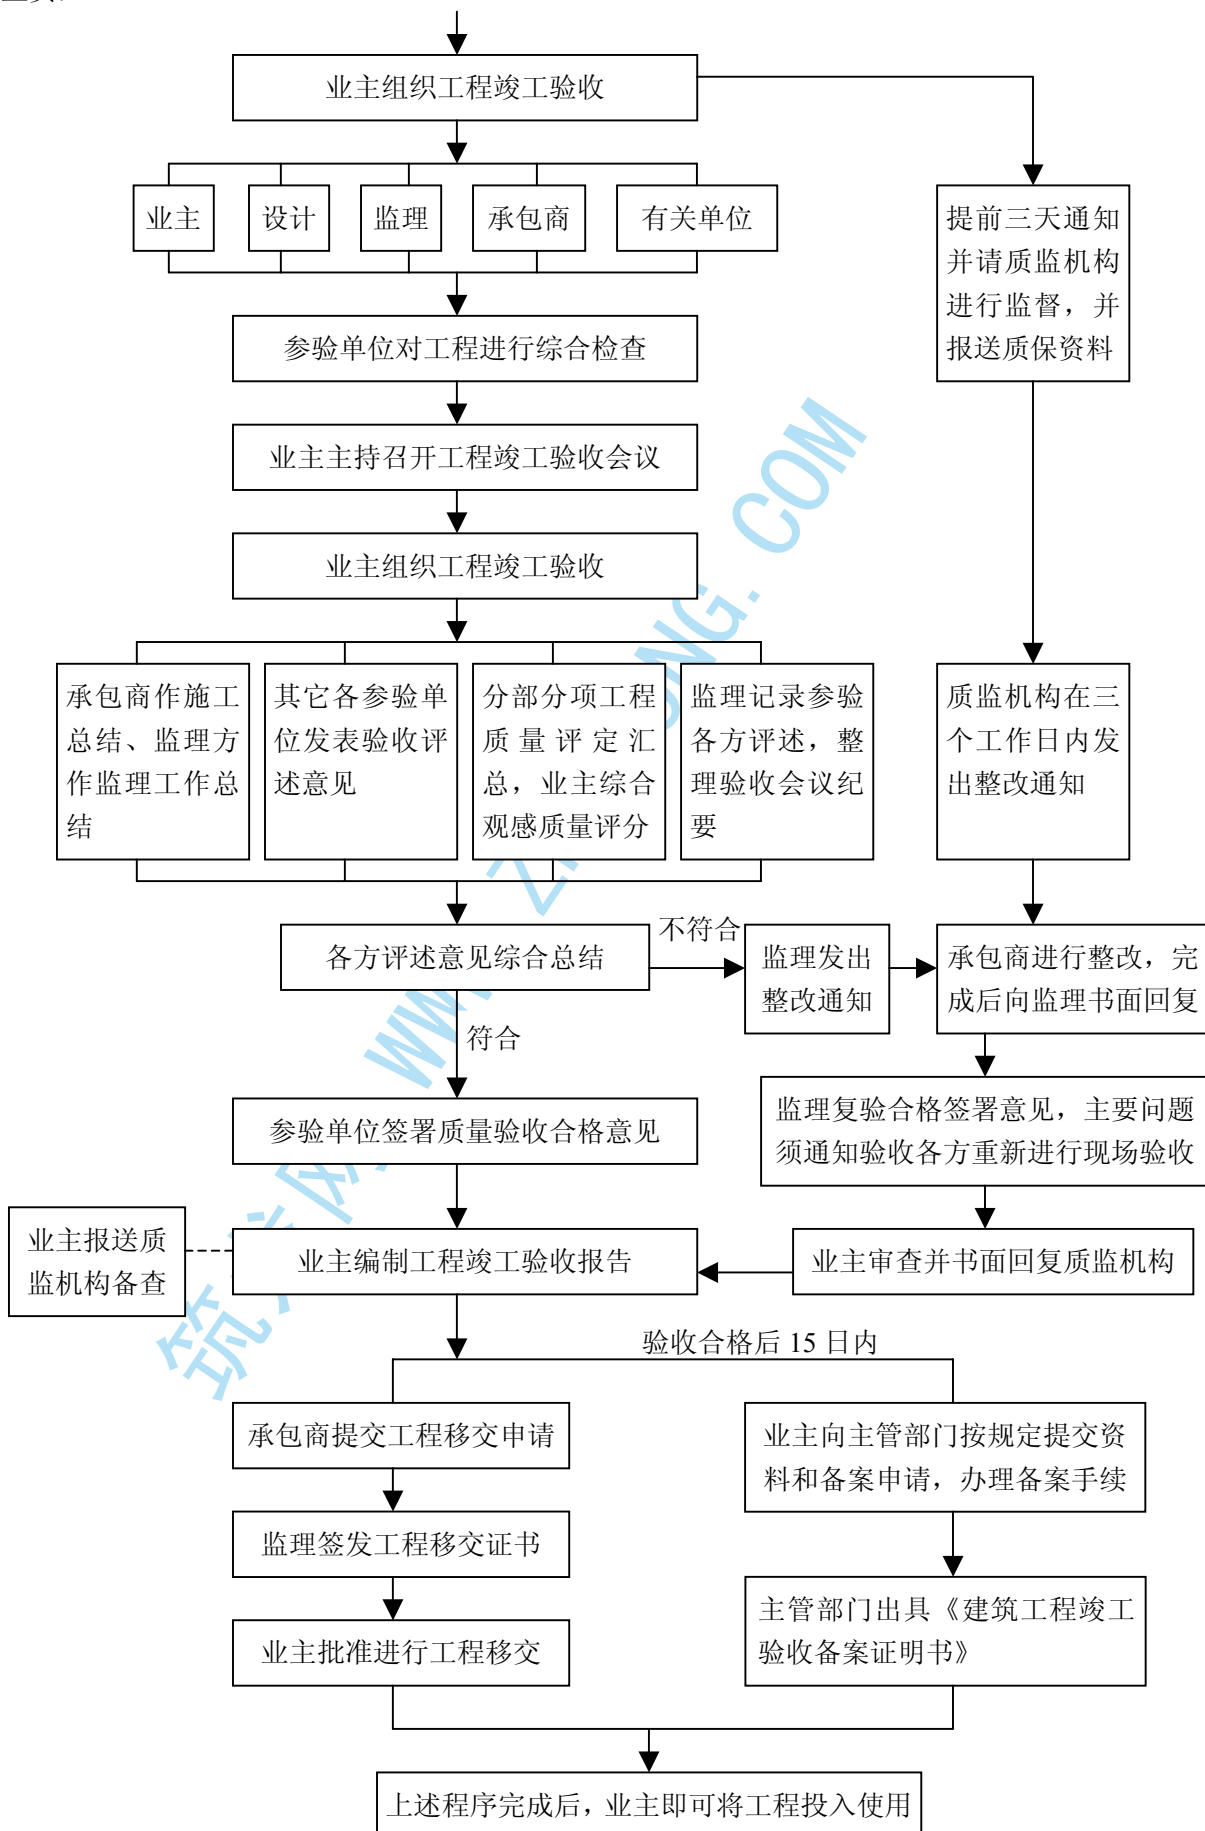 业主组织工程竣工验收
业主
设计
监理
承包商
有关单位
提前三天通知
并请质监机构
进行监督，并
报送质保资料
参验单位对工程进行综合检查
业主主持召开工程竣工验收会议
业主组织工程竣工验收
承包商作施工
总结、监理方
作监理工作总
结
其它各参验单
位发表验收评
述意见
分部分项工程
质量评定汇
总，业主综合
观感质量评分
监理记录参验
各方评述，整
理验收会议纪
要
质监机构在三
个工作日内发
出整改通知
各方评述意见综合总结
不符合
监理发出
整改通知
承包商进行整改，完
成后向监理书面回复
符合
参验单位签署质量验收合格意见
监理复验合格签署意见，主要问题
须通知验收各方重新进行现场验收
业主报送质
监机构备查
业主编制工程竣工验收报告
业主审查并书面回复质监机构
验收合格后 15 日内
承包商提交工程移交申请
监理签发工程移交证书
业主批准进行工程移交
业主向主管部门按规定提交资
料和备案申请，办理备案手续
主管部门出具《建筑工程竣工
验收备案证明书》
上述程序完成后，业主即可将工程投入使用